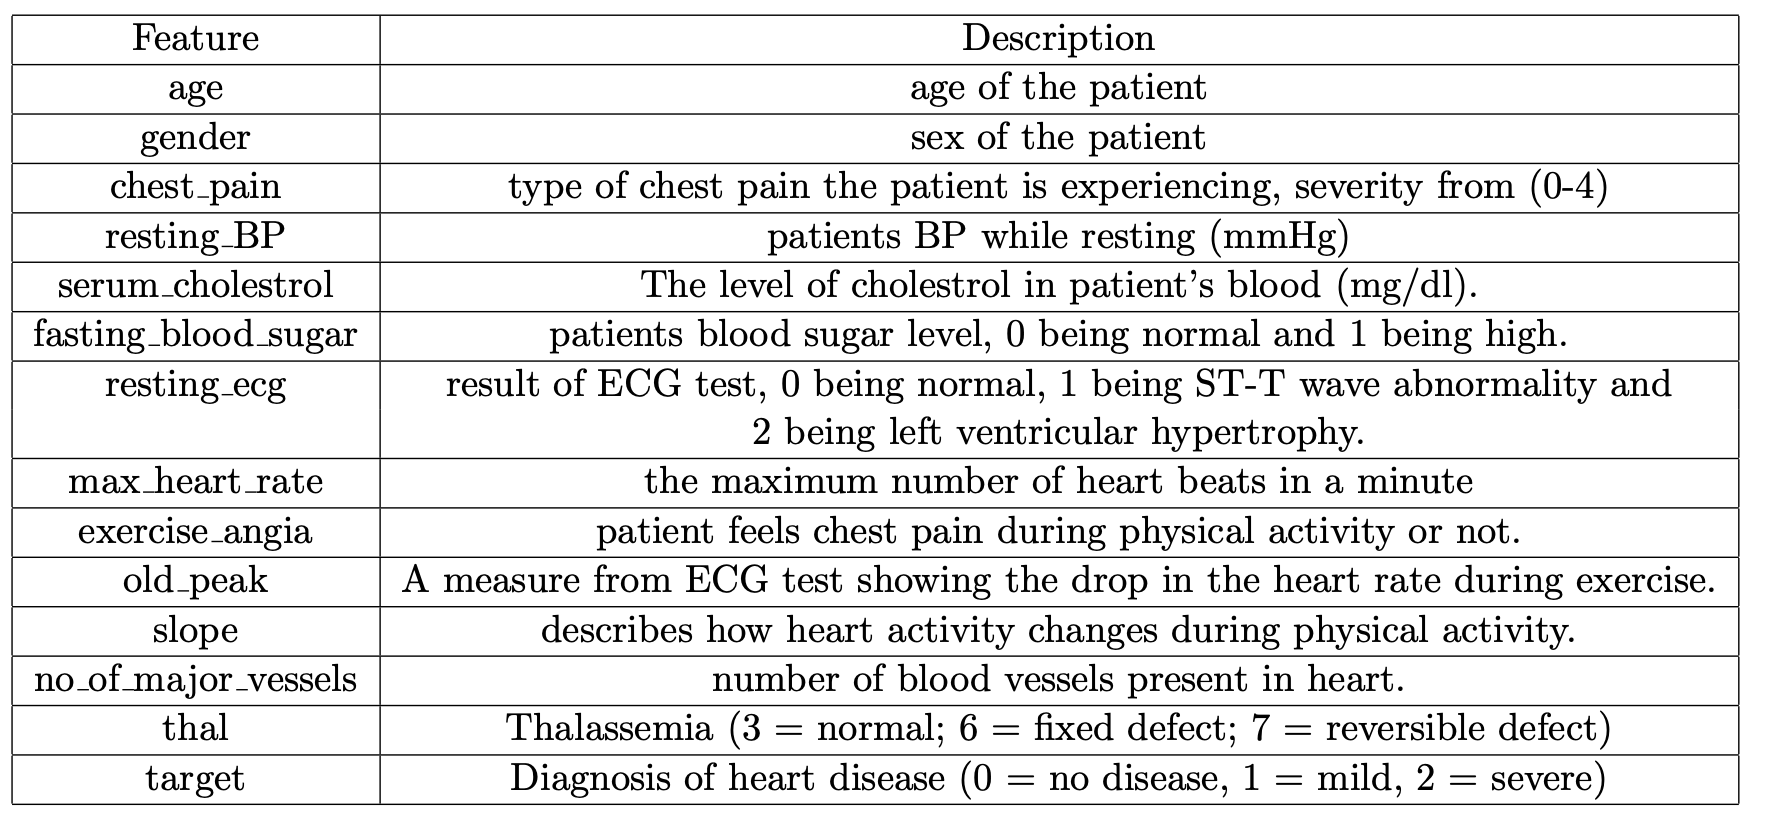 Feature Description
age age of the patient
gender sex of the patient
chest_pain type of chest pain the patient is experiencing, severity from (0-4)
resting_BP patients BP while resting (mmHg)
serum_cholestrol The level of cholestrol in patient's blood (mg/dl).
fasting_blood_sugar patients blood sugar level, 0 being normal and 1 being high.
resting_ecg result of ECG test, 0 being normal, 1 being ST-T wave abnormality and
2 being left ventricular hypertrophy.
max_heart_rate the maximum number of heart beats in a minute
exercise_angia patient feels chest pain during physical activity or not.
old_peak A measure from ECG test showing the drop in the heart rate during exercise.
slope describes how heart activity changes during physical activity.
no_of_major_vessels number of blood vessels present in heart.
thal Thalassemia (3 = normal; 6 = fixed defect; 7 = reversible defect)
target Diagnosis of heart disease (0 = no disease, 1 = mild, 2 = severe)